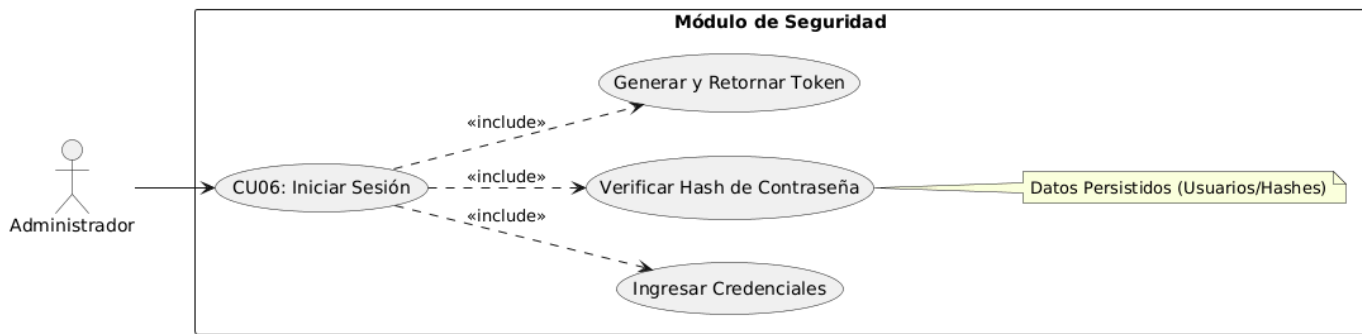 Módulo de Seguridad
Generar y Retornar Token
«include»
Administrador
CU06: Iniciar Sesión
«include»
Verificar Hash de Contraseña
Datos Persistidos (Usuarios/Hashes)
«include»
Ingresar Credenciales